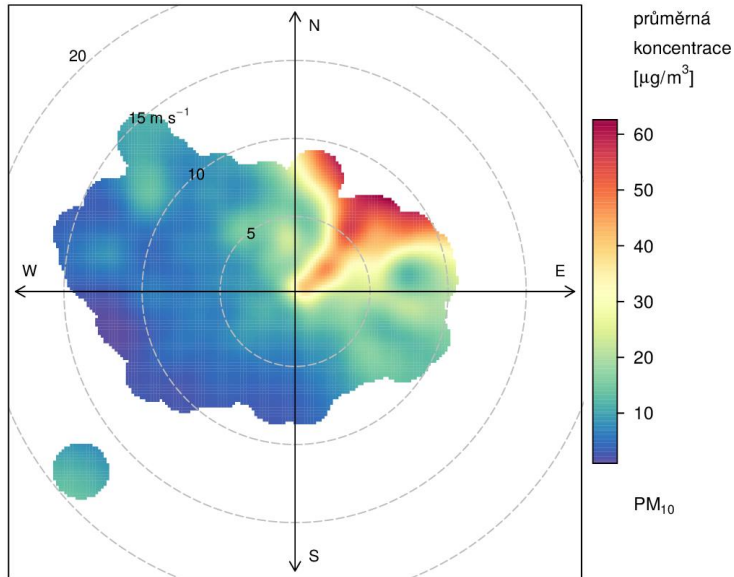 průměrná
koncentrace
[µg/m³]
N
20
15 m s⁻¹
10
5
W
E
S
60
50
40
30
20
10
PM₁₀